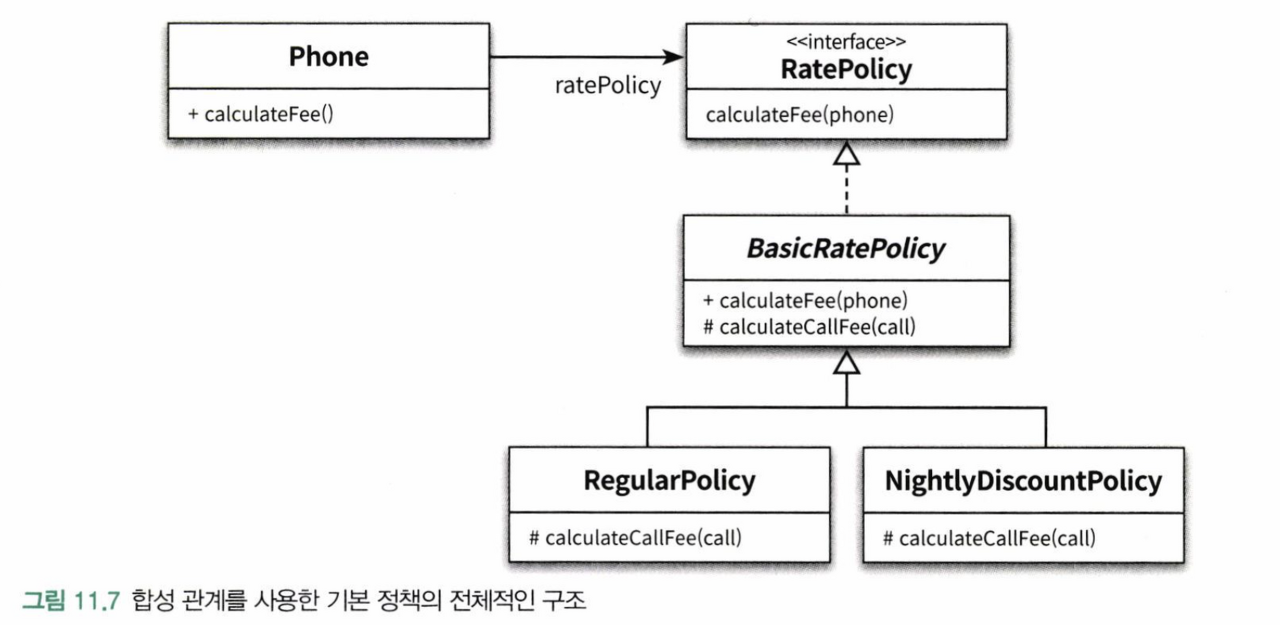 Phone
+ calculateFee()
ratePolicy
<<interface>>
RatePolicy
calculateFee(phone)
BasicRatePolicy
+ calculateFee(phone)
# calculateCallFee(call)
RegularPolicy
# calculateCallFee(call)
NightlyDiscountPolicy
# calculateCallFee(call)
그림 11.7 합성 관계를 사용한 기본 정책의 전체적인 구조